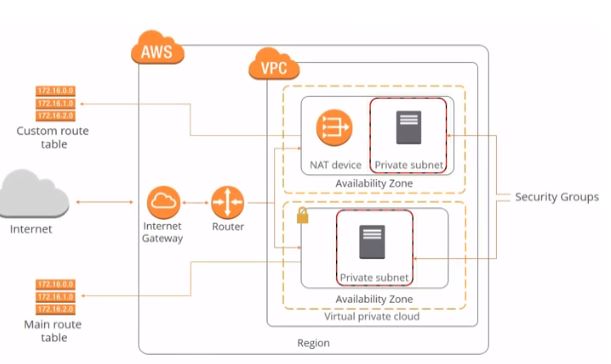 AWS
VPC
172.16.0.0
172.16.1.0
172.16.2.0
Custom route
table
NAT device
Private subnet
Availability Zone
Security Groups
Internet
Internet
Gateway
Router
Private subnet
172.16.0.0
172.16.1.0
172.16.2.0
Availability Zone
Main route
table
Virtual private cloud
Region